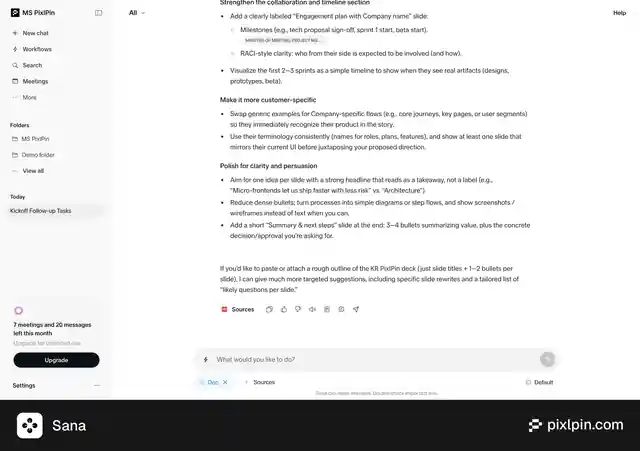 MS PixlPin
New chat
Workflows
Search
Meetings
More
Folders
MS PixlPin
Demo folder
View all
Today
Kickoff Follow-up Tasks
7 meetings and 20 messages
left this month
Upgrade for unlimited use
Upgrade
Settings
All
Help
Strengthen the collaboration and timeline section
• Add a clearly labeled "Engagement plan with Company name" slide:
◦ Milestones (e.g., tech proposal sign-off, sprint 1 start, beta start).
MINUTES OF MEETING PROJECT
◦ RACI-style clarity: who from their side is expected to be involved (and how).
• Visualize the first 2–3 sprints as a simple timeline to show when they see real artifacts (designs,
prototypes, beta).
Make it more customer-specific
• Swap generic examples for Company-specific flows (e.g., core journeys, key pages, or user segments)
so they immediately recognize their product in the story.
• Use their terminology consistently (names for roles, plans, features), and show at least one slide that
mirrors their current UI before juxtaposing your proposed direction.
Polish for clarity and persuasion
• Aim for one idea per slide with a strong headline that reads as a takeaway, not a label (e.g.,
"Micro-frontends let us ship faster with less risk" vs. "Architecture").
• Reduce dense bullets; turn processes into simple diagrams or step flows, and show screenshots /
wireframes instead of text when you can.
• Add a short "Summary & next steps" slide at the end: 3–4 bullets summarizing value, plus the concrete
decision/approval you're asking for.
If you'd like to paste or attach a rough outline of the KR PixlPin deck (just slide titles + 1–2 bullets per
slide), I can give much more targeted suggestions, including specific slide rewrites and a tailored list of
"likely questions per slide."
Sources
What would you like to do?
Doc
Sources
Default
Sana
pixlpin.com